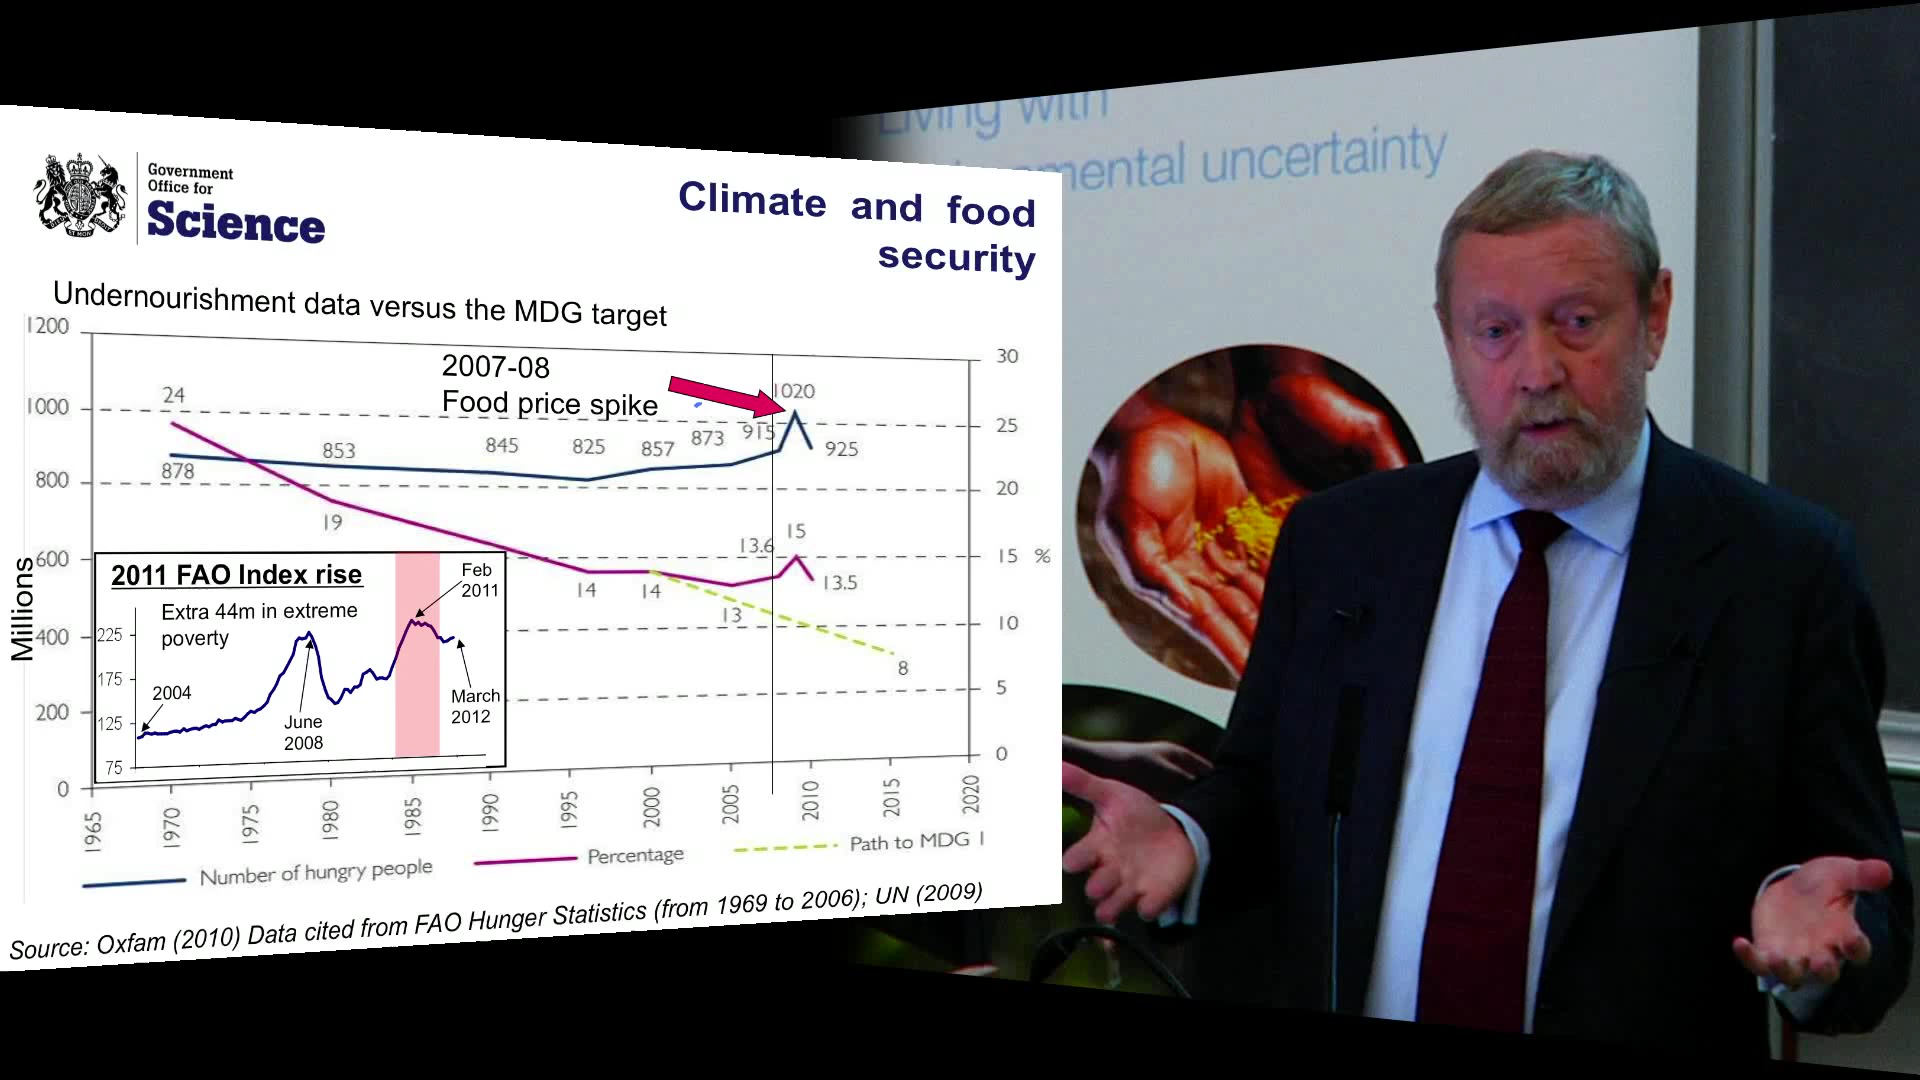 Living with
mental uncertainty
Government
Office for
Science
Climate and food
security
Undernourishment data versus the MDG target
2007-08
Food price spike
1200
1000
800
600
400
200
0
Millions
30
25
20
15 %
10
5
0
24
878
853
845
825
857
873
915
1020
925
19
14
14
13
13.6
15
13.5
8
2011 FAO Index rise
Extra 44m in extreme
poverty
225
175
125
75
2004
June
2008
Feb
2011
March
2012
1965
1970
1975
1980
1985
1990
1995
2000
2005
2010
2015
2020
Number of hungry people
Percentage
Path to MDG 1
Source: Oxfam (2010) Data cited from FAO Hunger Statistics (from 1969 to 2006); UN (2009)